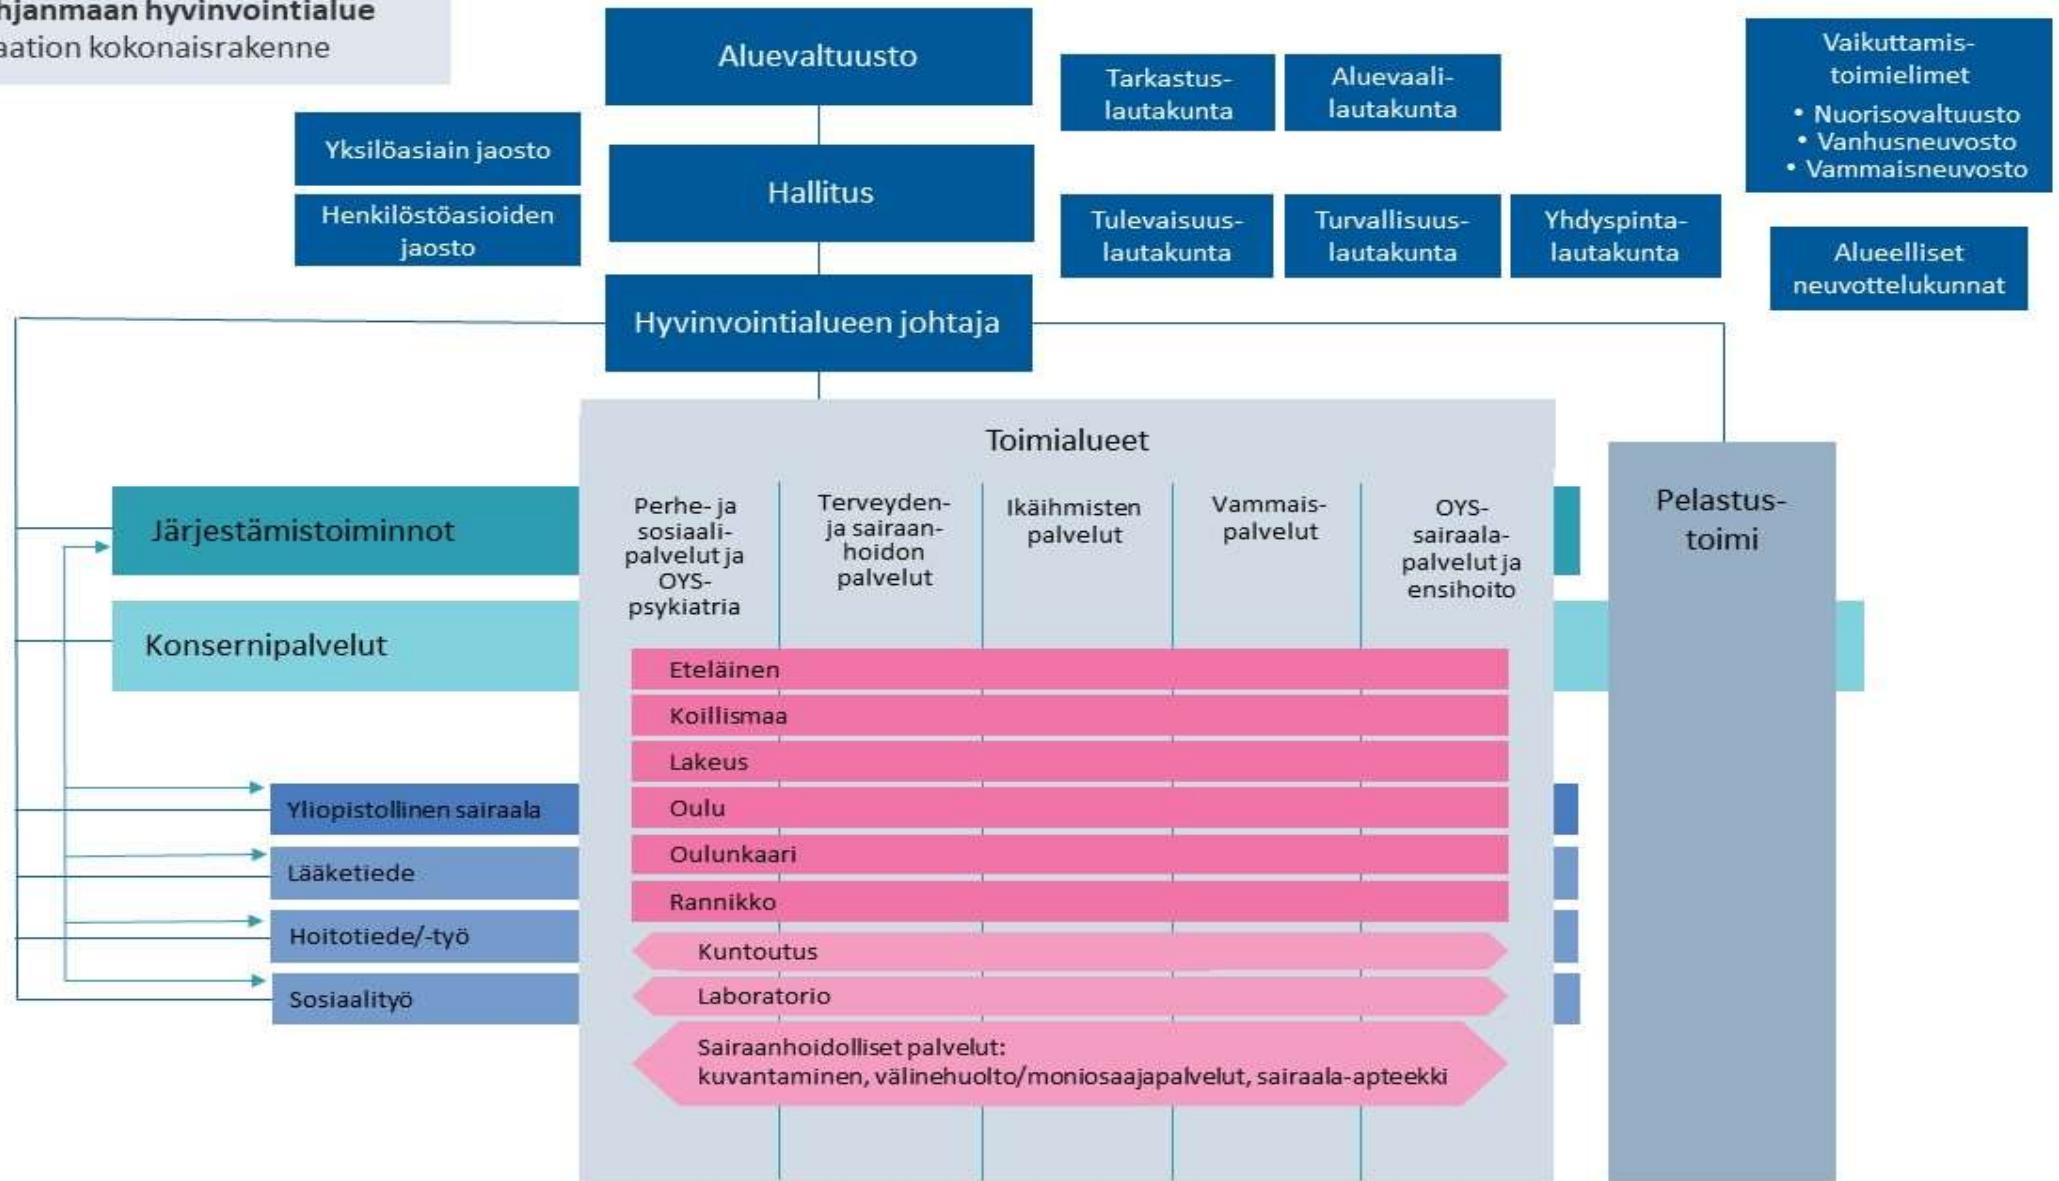 hjanmaan hyvinvointialue
aation kokonaisrakenne
Aluevaltuusto
Tarkastus-
lautakunta
Aluevaali-
lautakunta
Vaikuttamis-
toimielimet
• Nuorisovaltuusto
• Vanhusneuvosto
• Vammaisneuvosto
Yksilöasiain jaosto
Henkilöstöasioiden
jaosto
Hallitus
Tulevaisuus-
lautakunta
Turvallisuus-
lautakunta
Yhdyspinta-
lautakunta
Alueelliset
neuvottelukunnat
Hyvinvointialueen johtaja
Toimialueet
Järjestämistoiminnot
Konsernipalvelut
Perhe- ja
sosiaali-
palvelut ja
OYS-
psykiatria
Terveyden-
ja sairaan-
hoidon
palvelut
Ikäihmisten
palvelut
Vammais-
palvelut
OYS-
sairaala-
palvelut ja
ensihoito
Pelastus-
toimi
Eteläinen
Koillismaa
Lakeus
Oulu
Oulunkaari
Rannikko
Kuntoutus
Laboratorio
Sairaanhoidolliset palvelut:
kuvantaminen, välinehuolto/moniosaajapalvelut, sairaala-apteekki
Yliopistollinen sairaala
Lääketiede
Hoitotiede/-työ
Sosiaalityö